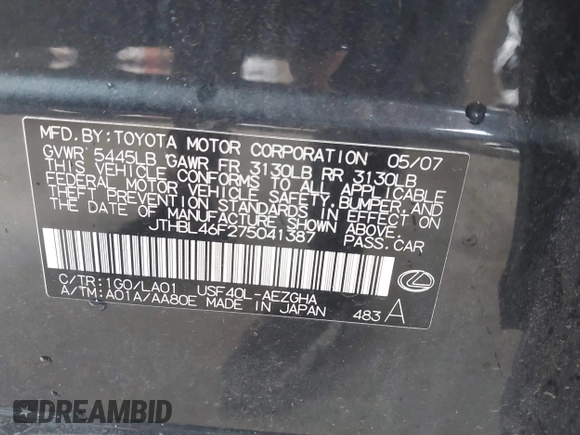 MFD. BY: TOYOTA MOTOR CORPORATION 05/07
GVWR 5445LB GAWR FR 3130LB RR 3130LB
THIS VEHICLE CONFORMS TO ALL APPLICABLE
FEDERAL MOTOR VEHICLE SAFETY, BUMPER, AND
THEFT PREVENTION STANDARDS IN EFFECT ON
THE DATE OF MANUFACTURE SHOWN ABOVE.
JTHBL46F275041387 PASS. CAR
C/TR: 1G0/LA01 USF40L-AEZGHA
A/TM: A01A/AA80E MADE IN JAPAN 483 A
DREAMBID